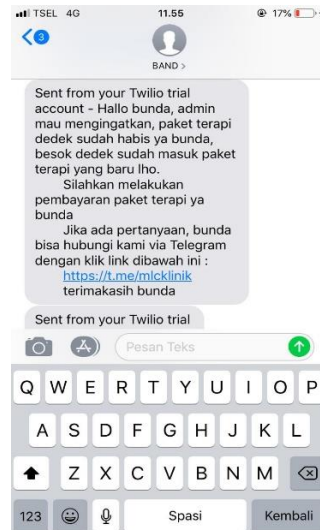 TSEL 4G 11.55 17%
3
BAND >
Sent from your Twilio trial
account - Hallo bunda, admin
mau mengingatkan, paket terapi
dedek sudah habis ya bunda,
besok dedek sudah masuk paket
terapi yang baru lho.
Silahkan melakukan
pembayaran paket terapi ya
bunda
Jika ada pertanyaan, bunda
bisa hubungi kami via Telegram
dengan klik link dibawah ini :
https://t.me/mlcklinik
terimakasih bunda
Sent from your Twilio trial
Pesan Teks
Q W E R T Y U I O P
A S D F G H J K L
Z X C V B N M
123 Spasi Kembali